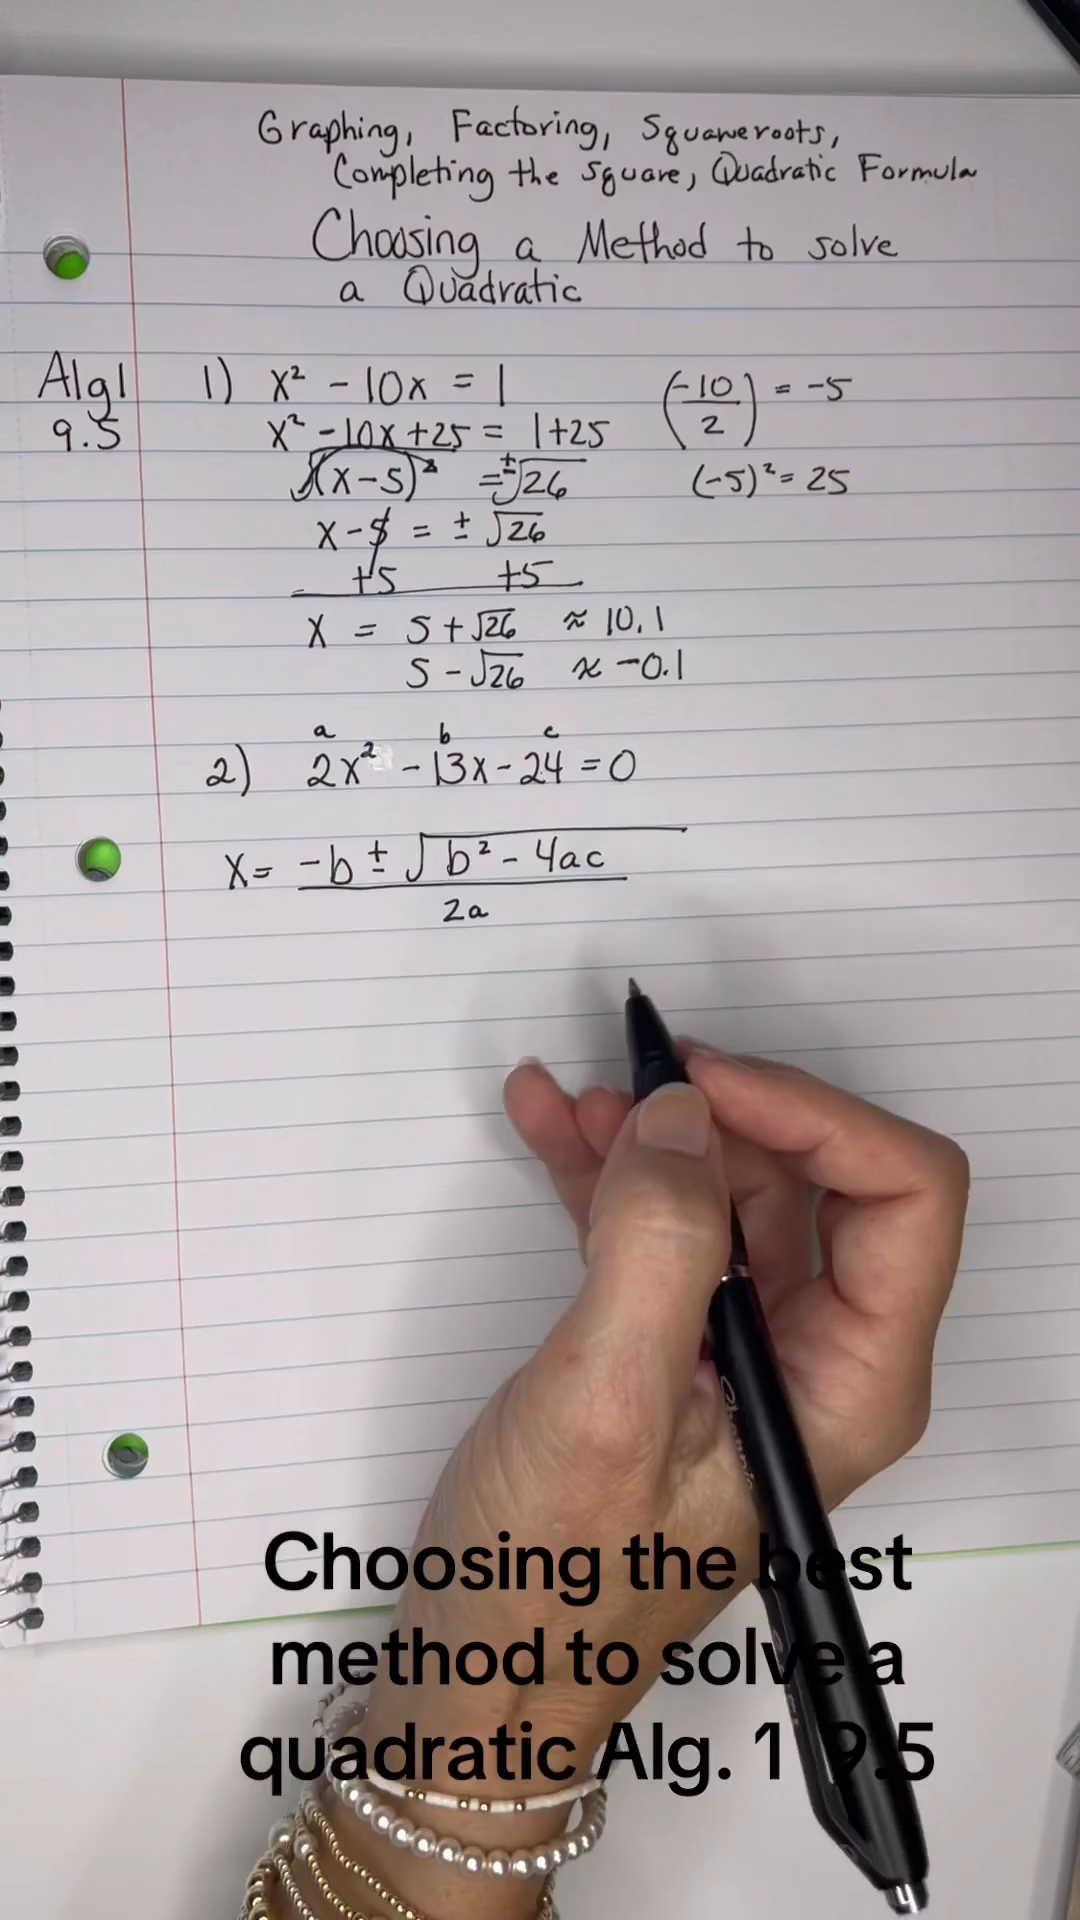 Graphing, Factoring, Squareroots,
Completing the square, Quadratic Formula
Choosing a Method to solve
a Quadratic
Alg 1
9.5
1) x² - 10x = 1
(-10/2) = -5
x² - 10x + 25 = 1 + 25
√(x - 5)² = ±√26
(-5)² = 25
x - 5 = ±√26
+5 +5
x = 5 + √26 ≈ 10.1
5 - √26 ≈ -0.1
a b c
2) 2x² - 13x - 24 = 0
x = -b ± √b² - 4ac
2a
Choosing the best
method to solve a
quadratic Alg. 1 9.5